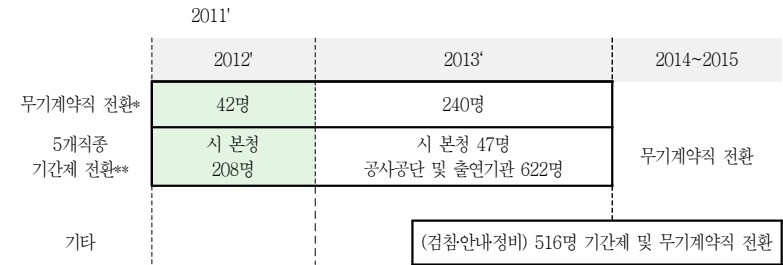 2011'
2012' 2013‘ 2014~2015
무기계약직 전환* 42명 240명
5개직종 시 본청 시 본청 47명
기간제 전환** 208명 공사공단 및 출연기관 622명
무기계약직 전환
기타 (검침·안내·정비) 516명 기간제 및 무기계약직 전환